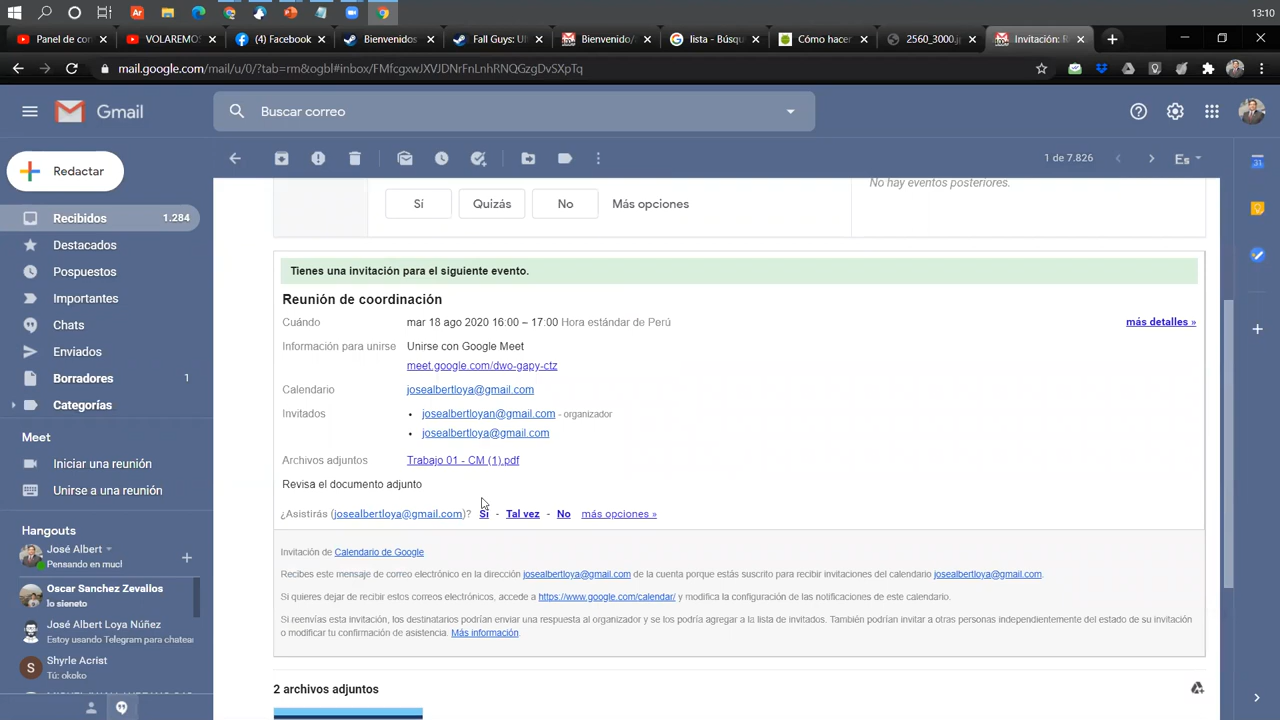 13:10
Panel de con
VOLAREMOS
(4) Facebook
Bienvenidos
Fall Guys: Ul
Bienvenido/
lista - Búsqu
Cómo hacer
2560_3000.j
Invitación: R
mail.google.com/mail/u/0/?tab=rm&ogbl#inbox/FMfcgxwJXVJDNrlJpnLnhRNQGzgDvSXpTq
Gmail
Buscar correo
Redactar
1 de 7.826
Es
No hay eventos posteriores.
Sí Quizás No Más opciones
Recibidos 1.284
Destacados
Pospuestos
Importantes
Chats
Enviados
Borradores 1
Categorías
Meet
Iniciar una reunión
Unirse a una reunión
Hangouts
José Albert
Pensando en mucl
Oscar Sanchez Zevallos
lo sieneto
José Albert Loya Núñez
Estoy usando Telegram para chatea
Shyrle Acrist
S
Tú: okoko
Tienes una invitación para el siguiente evento.
Reunión de coordinación
Cuándo mar 18 ago 2020 16:00 – 17:00 Hora estándar de Perú más detalles »
Información para unirse Unirse con Google Meet
meet.google.com/dwo-gapy-ctz
Calendario josealbertloya@gmail.com
Invitados • josealbertloyan@gmail.com - organizador
• josealbertloya@gmail.com
Archivos adjuntos Trabajo 01 - CM (1).pdf
Revisa el documento adjunto
¿Asistirás (josealbertloya@gmail.com)? Sí - Tal vez - No más opciones »
Invitación de Calendario de Google
Recibes este mensaje de correo electrónico en la dirección josealbertloya@gmail.com de la cuenta porque estás suscrito para recibir invitaciones del calendario josealbertloya@gmail.com.
Si quieres dejar de recibir estos correos electrónicos, accede a https://www.google.com/calendar/ y modifica la configuración de las notificaciones de este calendario.
Si reenvías esta invitación, los destinatarios podrían enviar una respuesta al organizador y se los podría agregar a la lista de invitados. También podrían invitar a otras personas independientemente del estado de su invitación
o modificar tu confirmación de asistencia. Más información.
2 archivos adjuntos